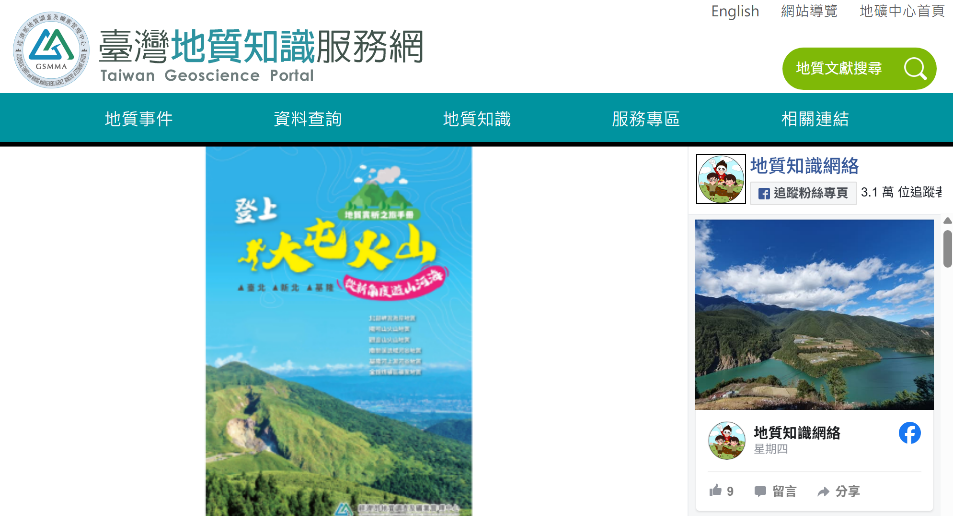 English 網站導覽 地礦中心首頁
GSMMA
臺灣地質知識服務網
Taiwan Geoscience Portal
地質文獻搜尋
地質事件 資料查詢 地質知識 服務專區 相關連結
地質賞析之旅手冊
登上
大屯火山
從新角度遊山河海
▲臺北 ▲新北 ▲基隆
地質知識網絡
追蹤粉絲專頁 3.1 萬 位追蹤者
地質知識網絡
星期四
9 留言 分享